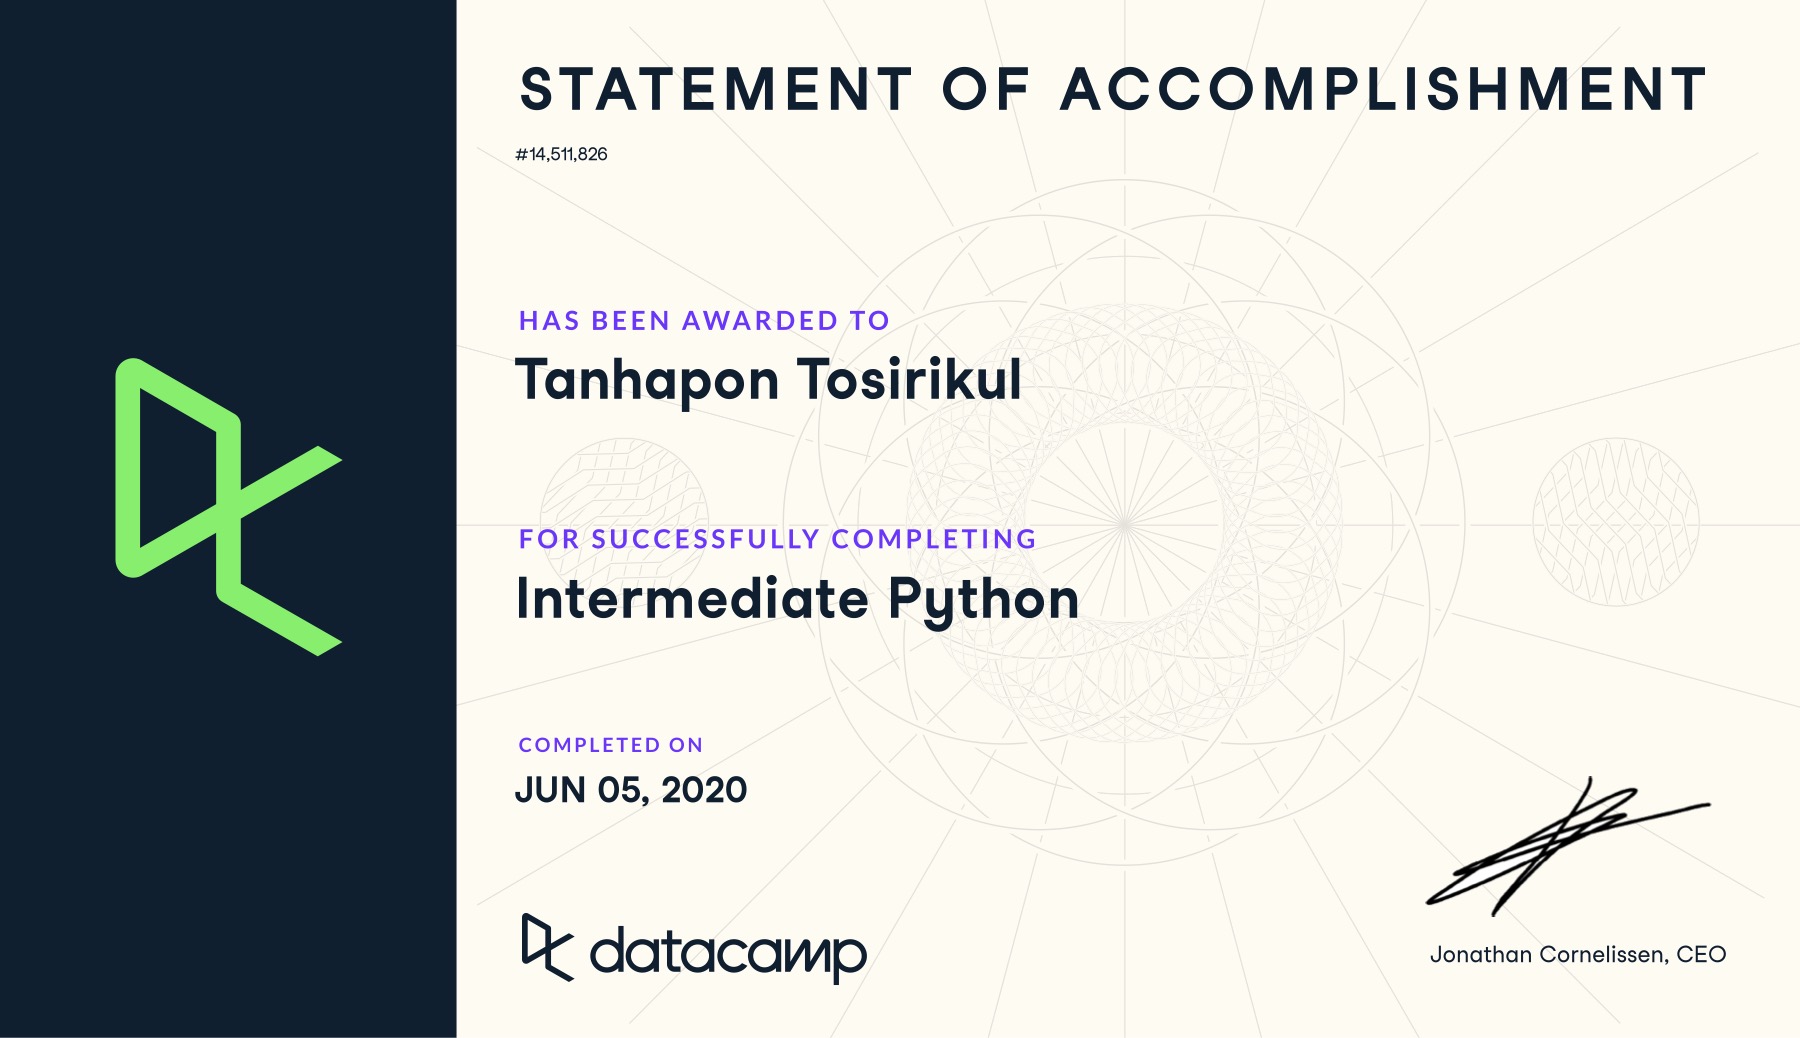 STATEMENT OF ACCOMPLISHMENT
#14,511,826
HAS BEEN AWARDED TO
Tanhapon Tosirikul
FOR SUCCESSFULLY COMPLETING
Intermediate Python
COMPLETED ON
JUN 05, 2020
datacamp
Jonathan Cornelissen, CEO